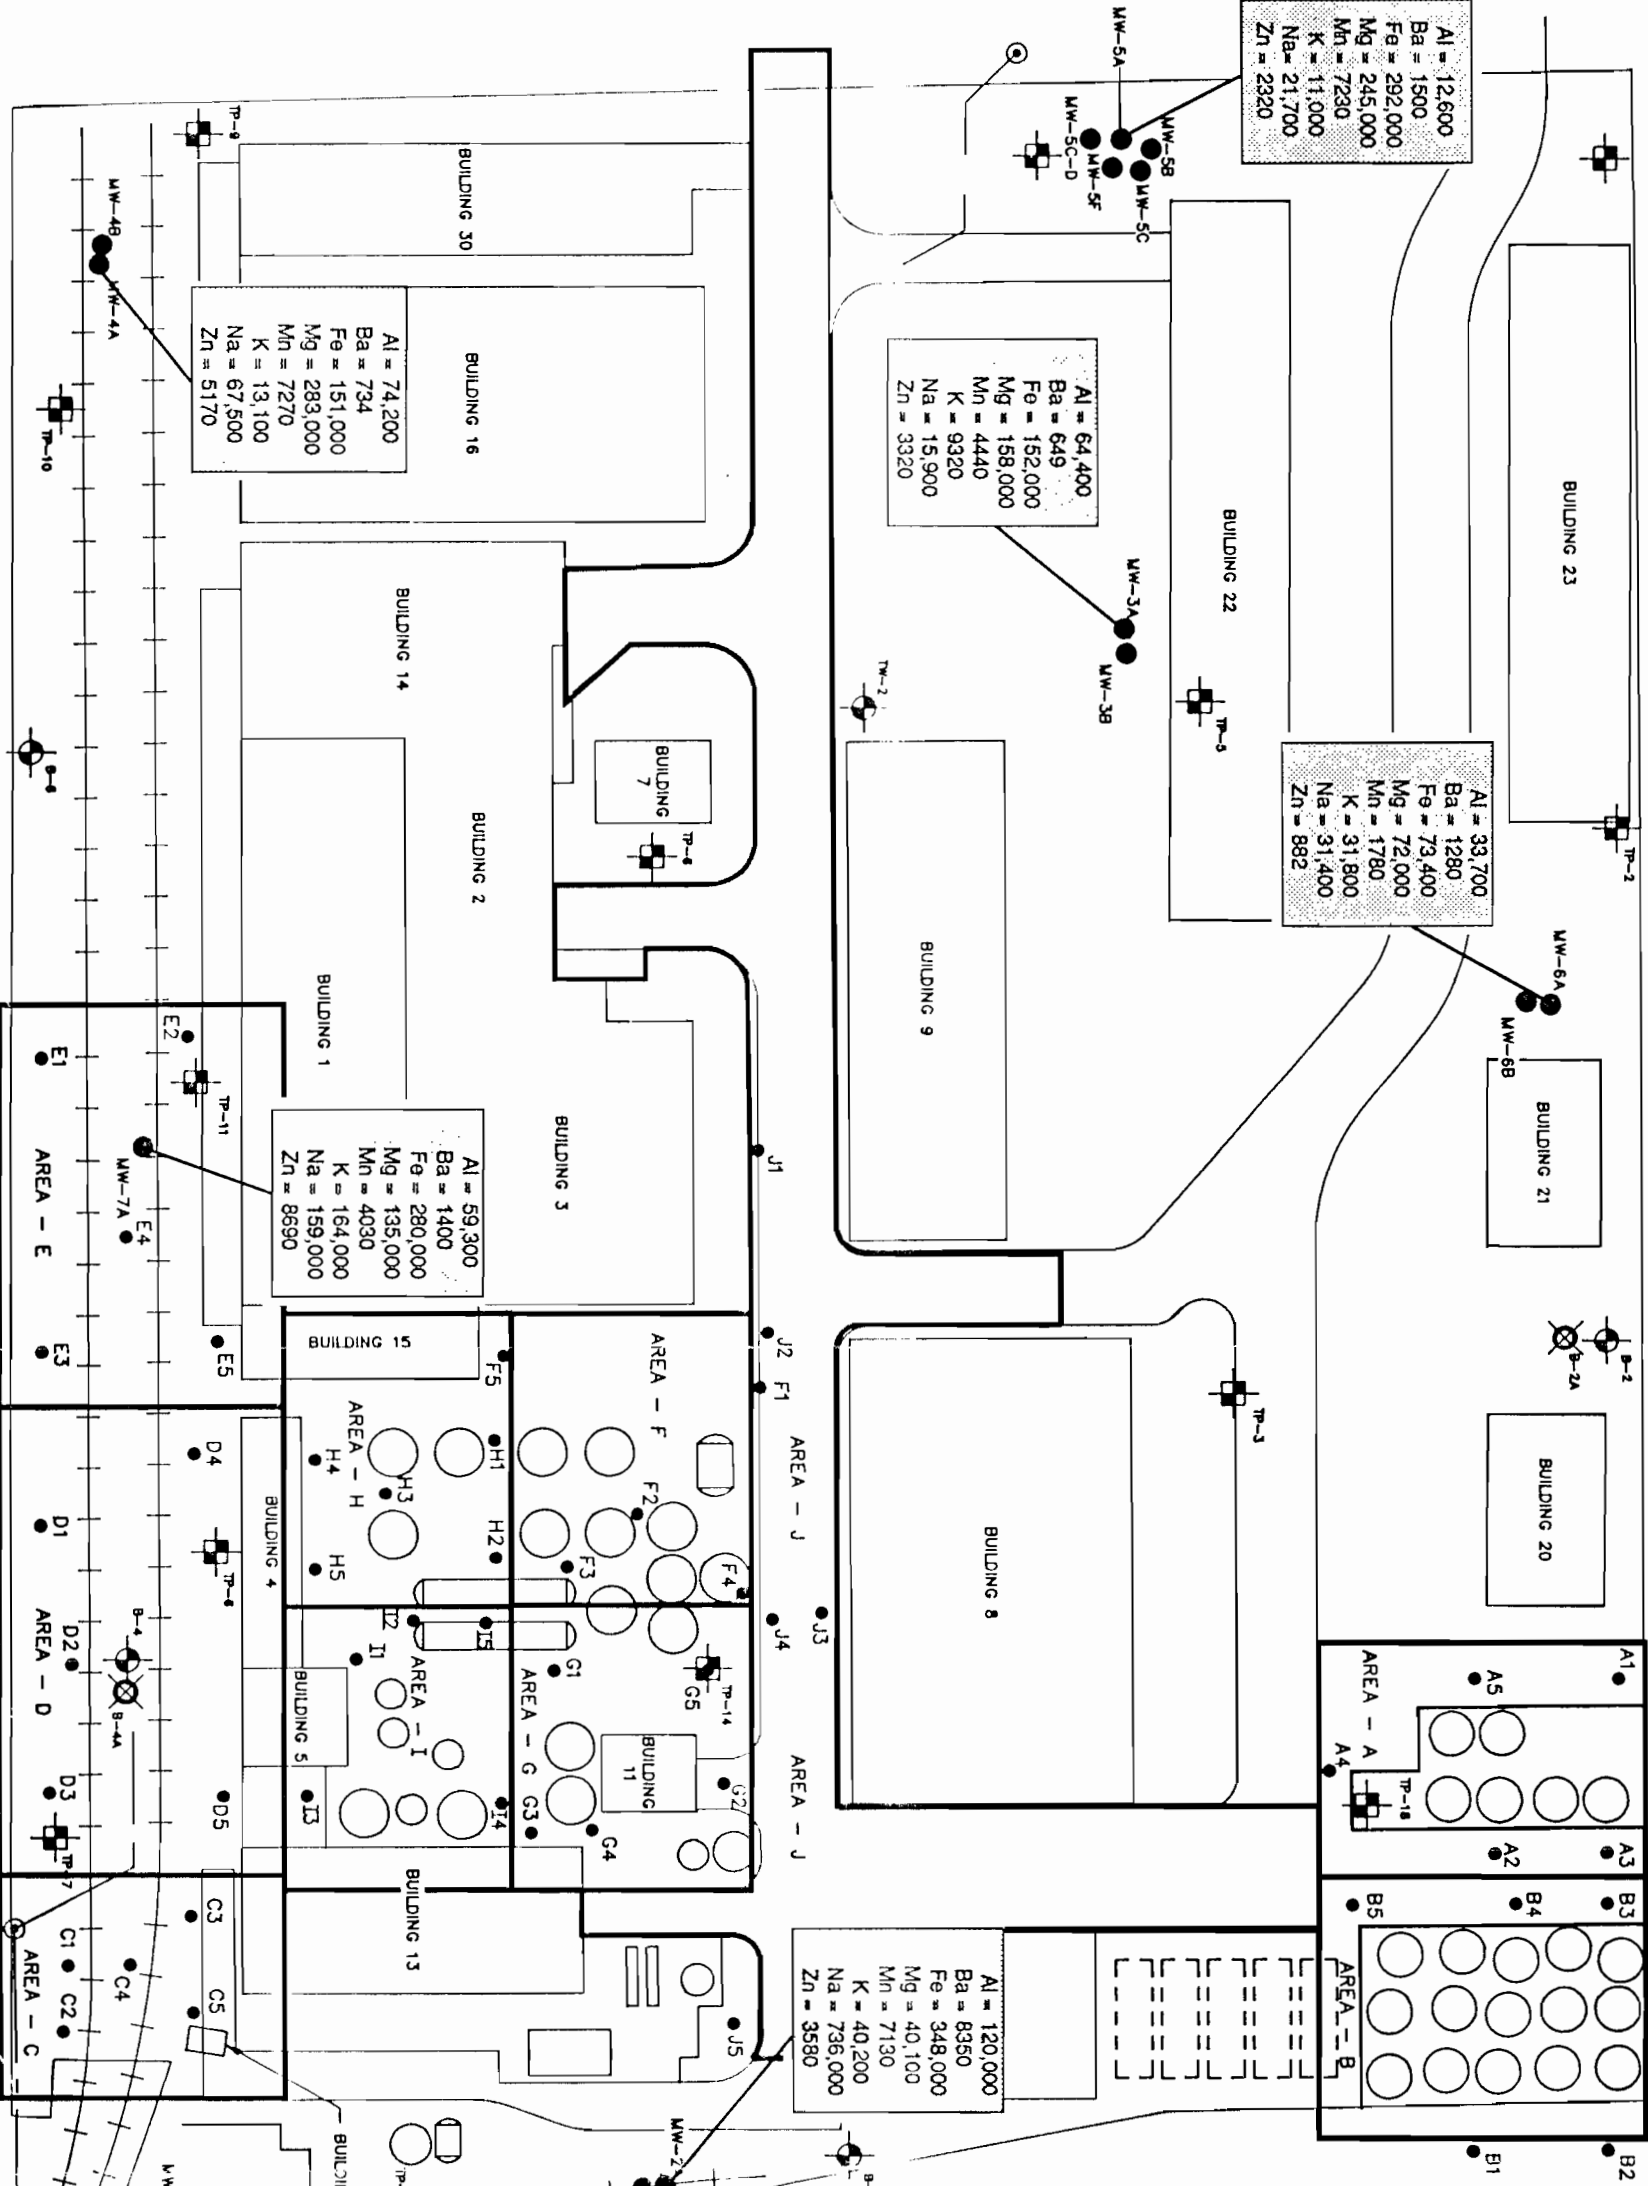 Al = 12,600
Ba = 1500
Fe = 292,000
Mg = 245,000
Mn = 7230
K = 11,000
Na = 21,700
Zn = 2320
MW-5A
MW-5B
MW-5C
MW-5F
MW-5C-D
BUILDING 23
TP-2
BUILDING 22
TP-5
Al = 64,400
Ba = 649
Fe = 152,000
Mg = 158,000
Mn = 4440
K = 9320
Na = 15,900
Zn = 3320
MW-3A
MW-3B
TW-2
Al = 33,700
Ba = 1280
Fe = 73,400
Mg = 72,000
Mn = 1780
K = 31,800
Na = 31,400
Zn = 882
MW-6A
MW-6B
BUILDING 21
B-2
B-2A
BUILDING 20
BUILDING 9
TP-3
BUILDING 8
TP-9
BUILDING 30
MW-4B
MW-4A
TP-10
Al = 74,200
Ba = 734
Fe = 151,000
Mg = 283,000
Mn = 7270
K = 13,100
Na = 67,500
Zn = 5170
BUILDING 16
BUILDING 14
BUILDING
7
TP-6
BUILDING 2
B-6
BUILDING 1
BUILDING 3
E2
E1
TP-11
AREA - E
MW-7A
E4
E3
E5
Al = 59,300
Ba = 1400
Fe = 280,000
Mg = 135,000
Mn = 4030
K = 164,000
Na = 159,000
Zn = 8690
J1
J2
F1
BUILDING 15
F5
AREA - F
AREA - J
AREA - H
H1
H4
H3
H2
H5
F2
F3
F4
J3
J4
D4
D1
BUILDING 4
TP-6
AREA - D
D2
B-4
B-4A
D3
D5
TP-7
I2
I5
I1
AREA - I
I3
I4
BUILDING 5
G1
G5
TP-14
AREA - G
BUILDING
11
G2
G3
G4
AREA - J
A1
A5
AREA - A
A4
TP-18
A2
A3
B3
B4
B5
AREA - B
B1
B2
BUILDING 13
C3
C1
AREA - C
C4
C2
C5
J5
Al = 120,000
Ba = 8350
Fe = 348,000
Mg = 40,100
Mn = 7130
K = 40,200
Na = 736,000
Zn = 3580